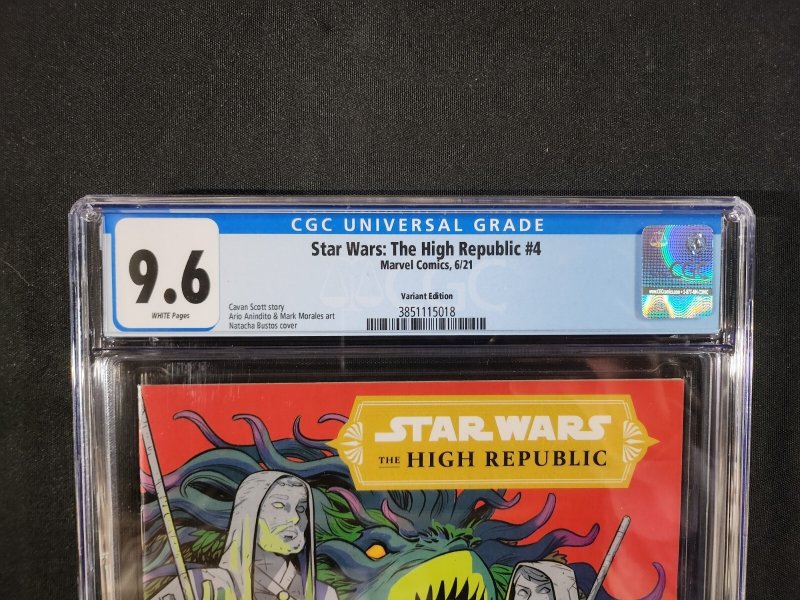 CGC UNIVERSAL GRADE
9.6
WHITE Pages
Star Wars: The High Republic #4
Marvel Comics, 6/21
Variant Edition
Cavan Scott story
Ario Anindito & Mark Morales art
Natacha Bustos cover
3851115018
CGC
STAR WARS
THE HIGH REPUBLIC